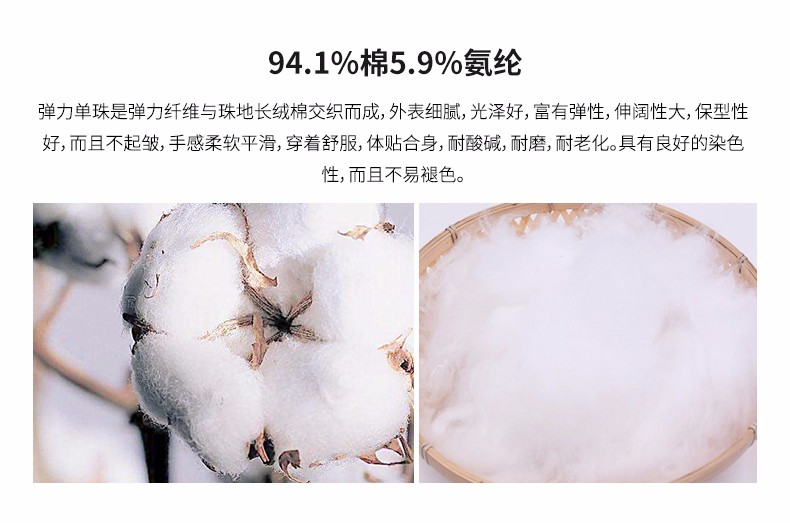 94.1%棉5.9%氨纶
弹力单珠是弹力纤维与珠地长绒棉交织而成，外表细腻，光泽好，富有弹性，伸阔性大，保型性
好，而且不起皱，手感柔软平滑，穿着舒服，体贴合身，耐酸碱，耐磨，耐老化。具有良好的染色
性，而且不易褪色。